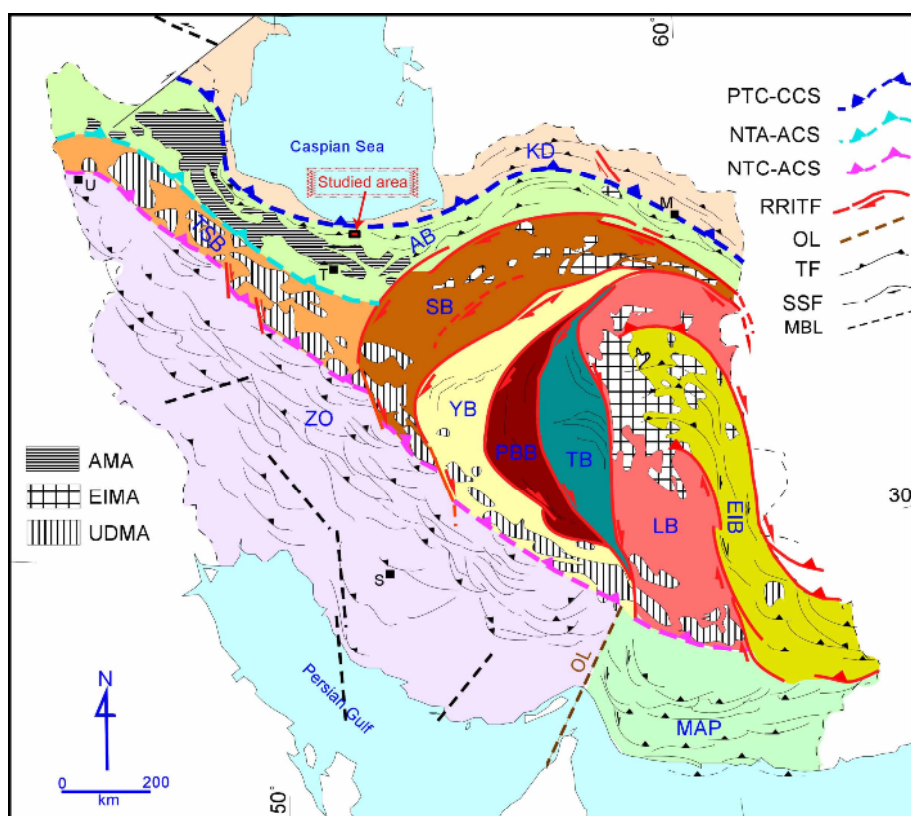 60°
PTC-CCS
NTA-ACS
NTC-ACS
RRITF
OL
TF
SSF
MBL
Caspian Sea
Studied area
KD
M
U
AB
TSB
T
SB
ZO
YB
PBB
TB
LB
EIB
30
AMA
EIMA
UDMA
S
OL
MAP
Persian Gulf
N
0 200
km
50°